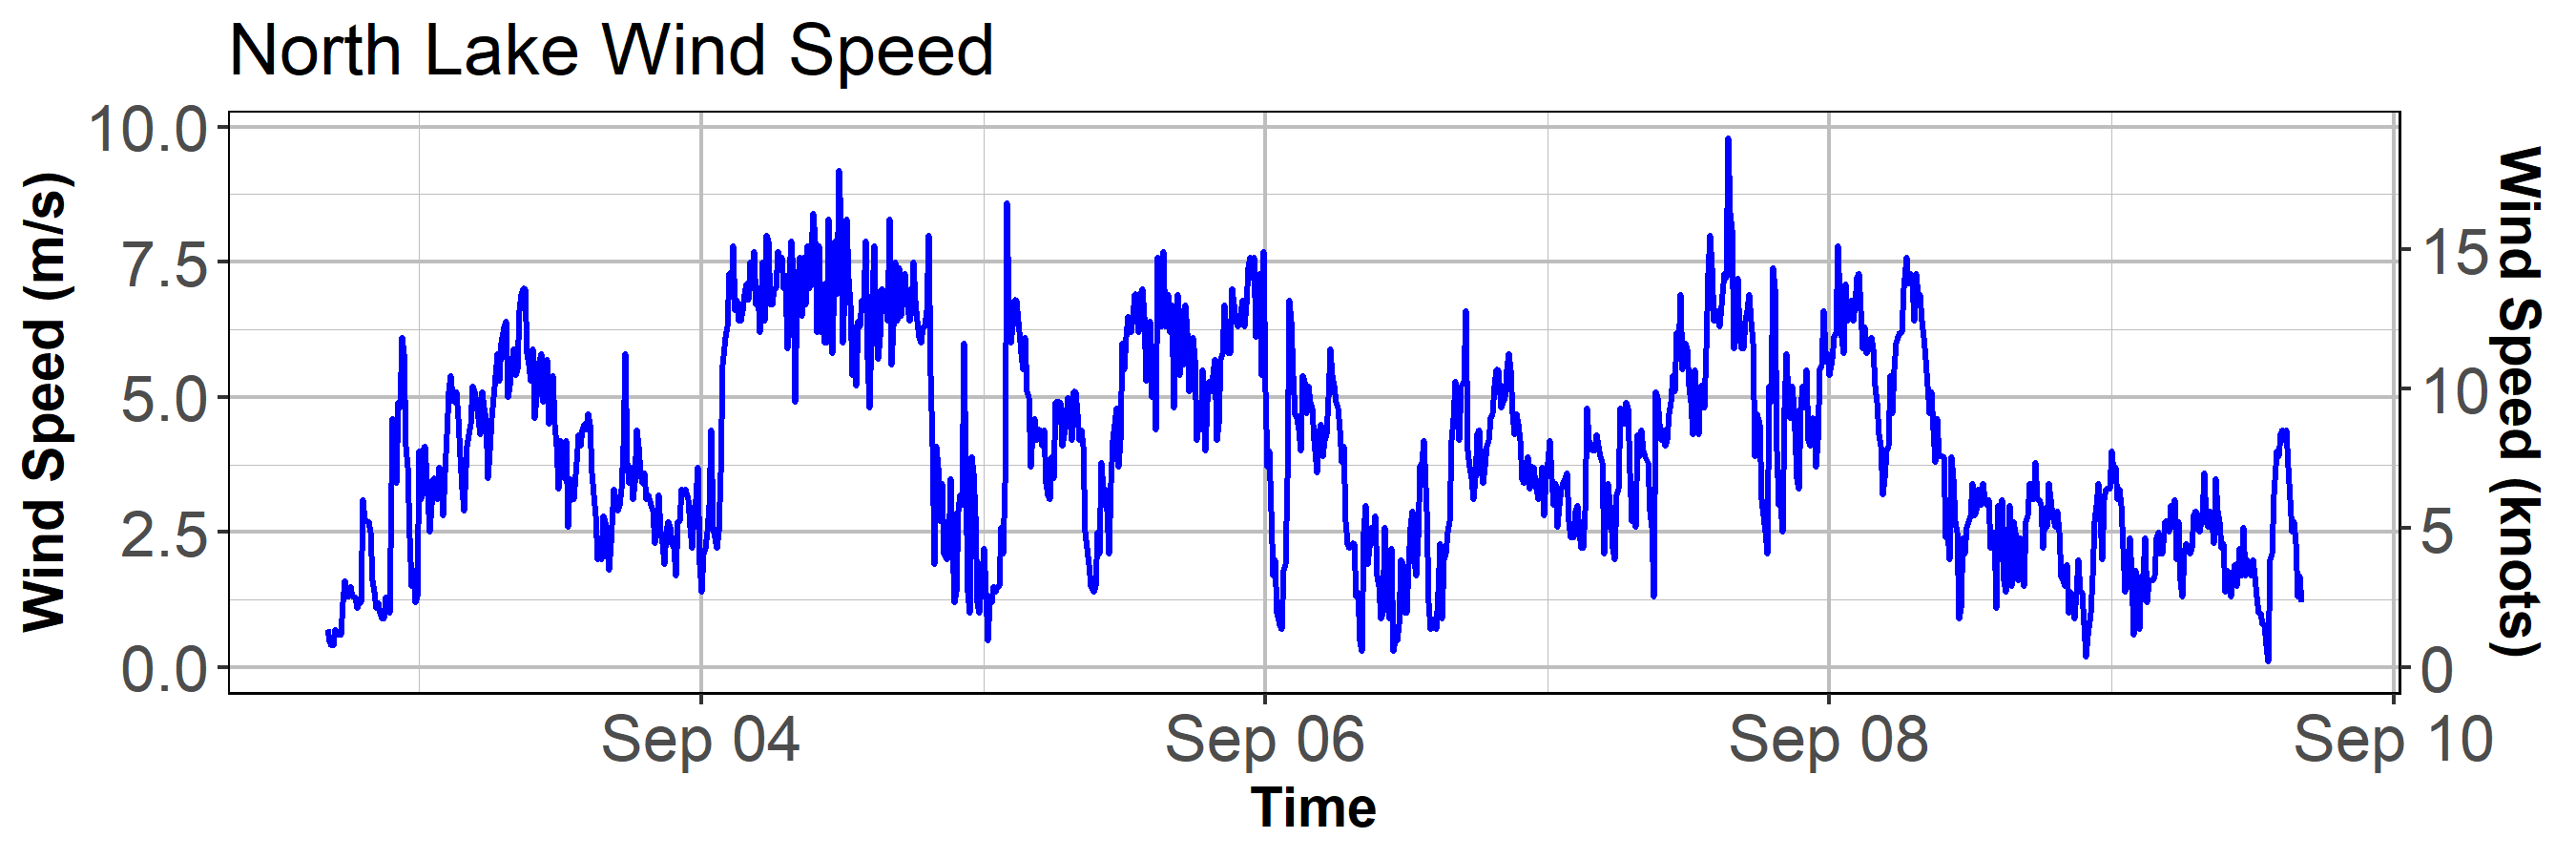 North Lake Wind Speed
Wind Speed (m/s)
10.0
7.5
5.0
2.5
0.0
Wind Speed (knots)
15
10
5
0
Sep 04
Sep 06
Sep 08
Sep 10
Time